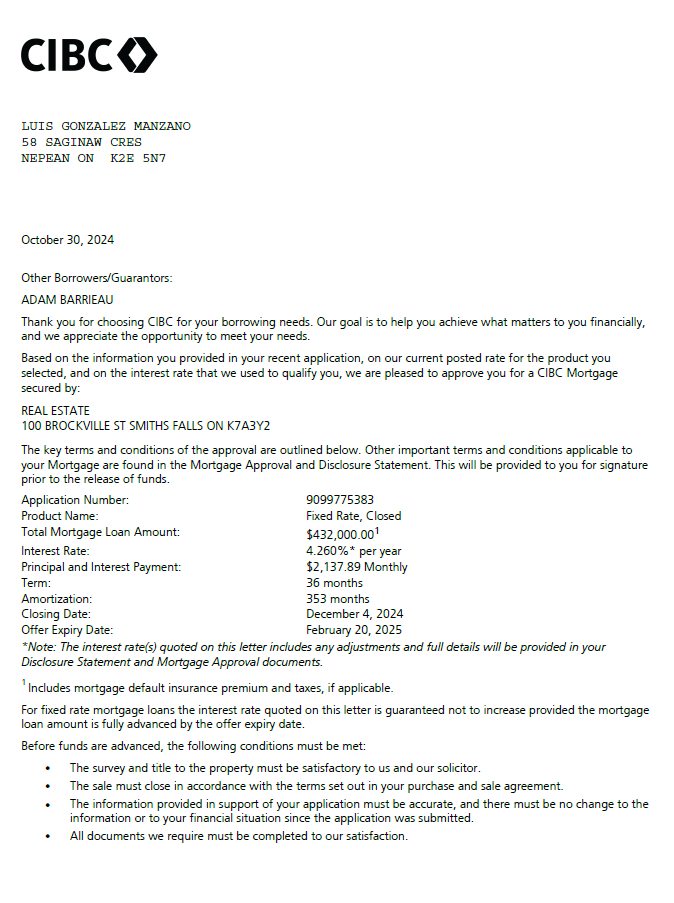 CIBC
LUIS GONZALEZ MANZANO
58 SAGINAW CRES
NEPEAN ON K2E 5N7
October 30, 2024
Other Borrowers/Guarantors:
ADAM BARRIEAU
Thank you for choosing CIBC for your borrowing needs. Our goal is to help you achieve what matters to you financially,
and we appreciate the opportunity to meet your needs.
Based on the information you provided in your recent application, on our current posted rate for the product you
selected, and on the interest rate that we used to qualify you, we are pleased to approve you for a CIBC Mortgage
secured by:
REAL ESTATE
100 BROCKVILLE ST SMITHS FALLS ON K7A3Y2
The key terms and conditions of the approval are outlined below. Other important terms and conditions applicable to
your Mortgage are found in the Mortgage Approval and Disclosure Statement. This will be provided to you for signature
prior to the release of funds.
Application Number: 9099775383
Product Name: Fixed Rate, Closed
Total Mortgage Loan Amount: $432,000.00¹
Interest Rate: 4.260%* per year
Principal and Interest Payment: $2,137.89 Monthly
Term: 36 months
Amortization: 353 months
Closing Date: December 4, 2024
Offer Expiry Date: February 20, 2025
*Note: The interest rate(s) quoted on this letter includes any adjustments and full details will be provided in your
Disclosure Statement and Mortgage Approval documents.
¹ Includes mortgage default insurance premium and taxes, if applicable.
For fixed rate mortgage loans the interest rate quoted on this letter is guaranteed not to increase provided the mortgage
loan amount is fully advanced by the offer expiry date.
Before funds are advanced, the following conditions must be met:
• The survey and title to the property must be satisfactory to us and our solicitor.
• The sale must close in accordance with the terms set out in your purchase and sale agreement.
• The information provided in support of your application must be accurate, and there must be no change to the
information or to your financial situation since the application was submitted.
• All documents we require must be completed to our satisfaction.